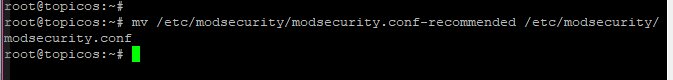 root@topicos:~#
root@topicos:~# mv /etc/modsecurity/modsecurity.conf-recommended /etc/modsecurity/
modsecurity.conf
root@topicos:~#